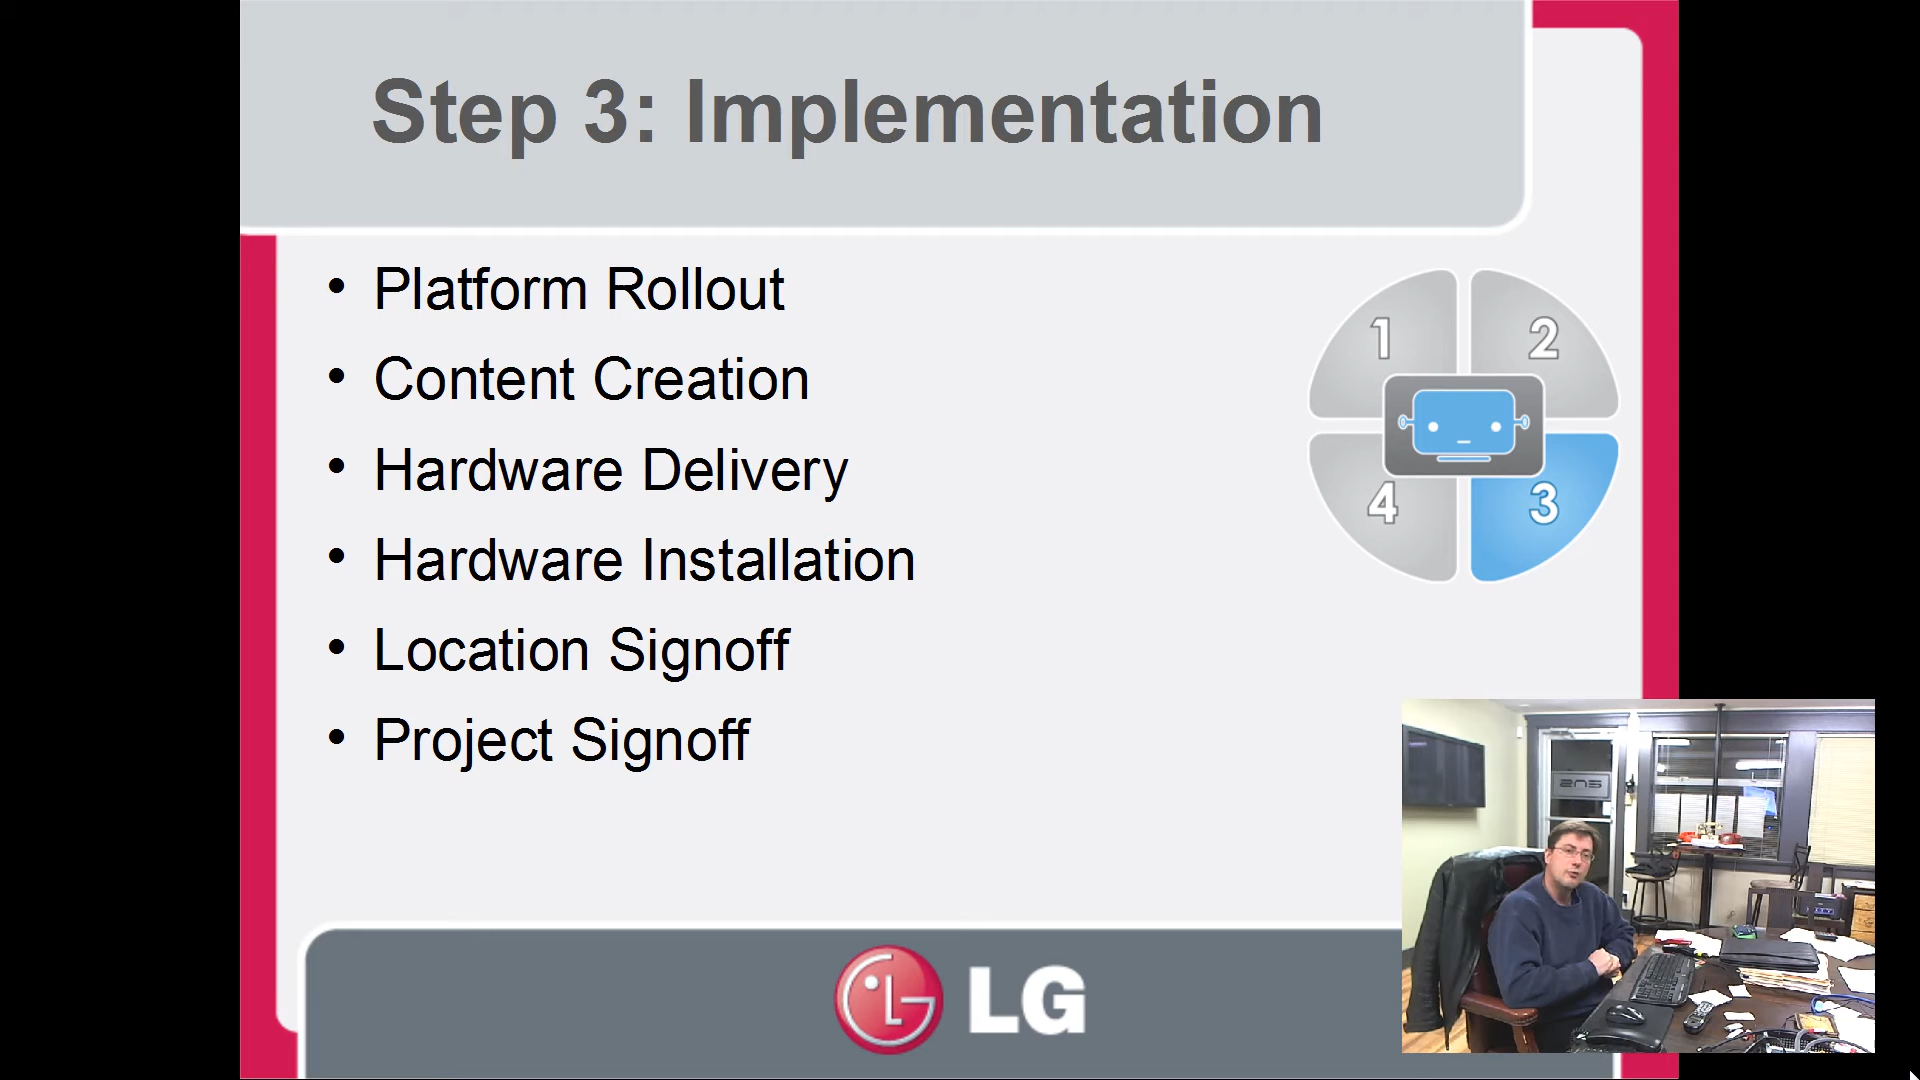 Step 3: Implementation
• Platform Rollout
• Content Creation
• Hardware Delivery
• Hardware Installation
• Location Signoff
• Project Signoff
1
2
4
3
LG